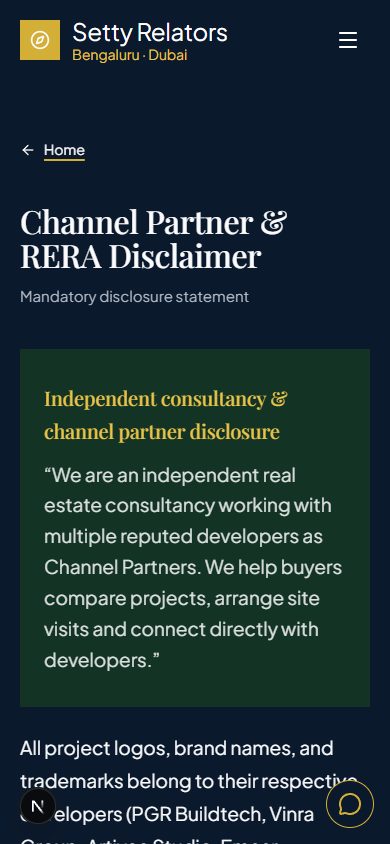 Setty Relators
Bengaluru · Dubai
← Home
Channel Partner &
RERA Disclaimer
Mandatory disclosure statement
Independent consultancy &
channel partner disclosure
“We are an independent real
estate consultancy working with
multiple reputed developers as
Channel Partners. We help buyers
compare projects, arrange site
visits and connect directly with
developers.”
All project logos, brand names, and
trademarks belong to their respective
N
developers (PGR Buildtech, Vinra